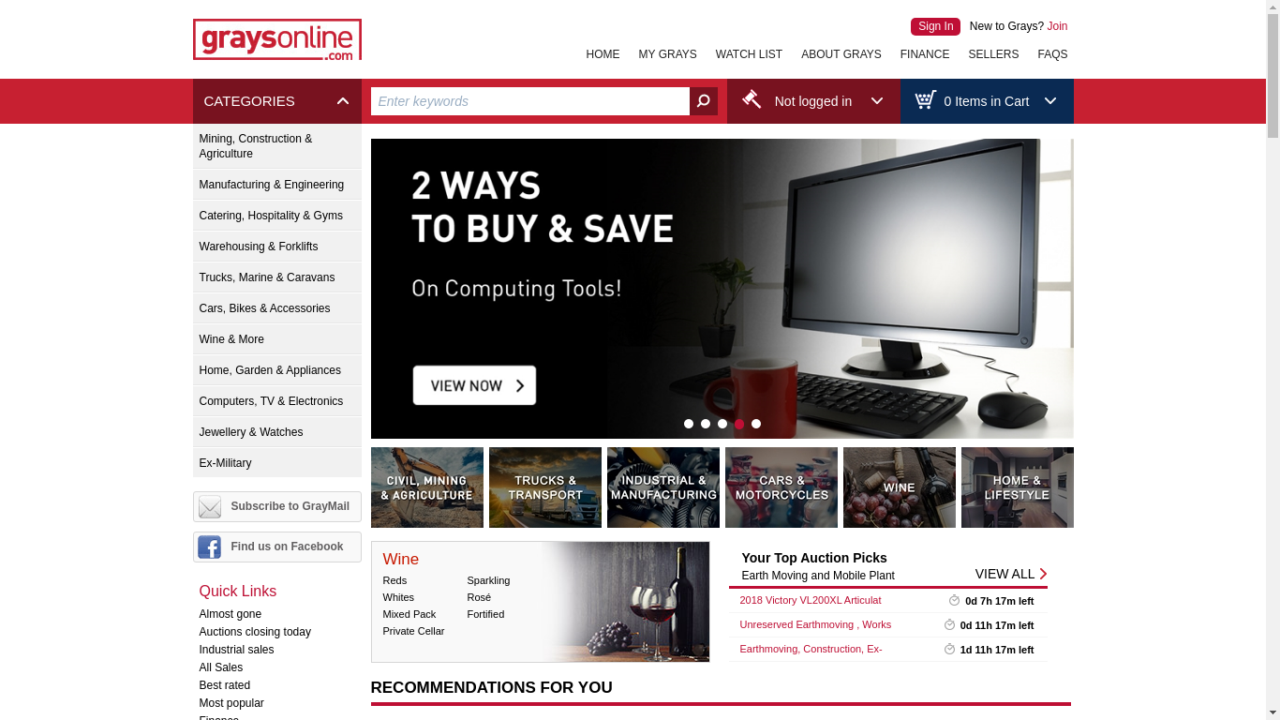 graysonline
.com
Sign In New to Grays? Join
HOME MY GRAYS WATCH LIST ABOUT GRAYS FINANCE SELLERS FAQS
CATEGORIES
Enter keywords
Not logged in
0 Items in Cart
Mining, Construction &
Agriculture
Manufacturing & Engineering
Catering, Hospitality & Gyms
Warehousing & Forklifts
Trucks, Marine & Caravans
Cars, Bikes & Accessories
Wine & More
Home, Garden & Appliances
Computers, TV & Electronics
Jewellery & Watches
Ex-Military
Subscribe to GrayMail
Find us on Facebook
Quick Links
Almost gone
Auctions closing today
Industrial sales
All Sales
Best rated
Most popular
Finance
2 WAYS
TO BUY & SAVE
On Computing Tools!
VIEW NOW
CIVIL, MINING
& AGRICULTURE
TRUCKS &
TRANSPORT
INDUSTRIAL &
MANUFACTURING
CARS &
MOTORCYCLES
WINE
HOME &
LIFESTYLE
Wine
Reds Sparkling
Whites Rosé
Mixed Pack Fortified
Private Cellar
Your Top Auction Picks
Earth Moving and Mobile Plant VIEW ALL
2018 Victory VL200XL Articulat 0d 7h 17m left
Unreserved Earthmoving , Works 0d 11h 17m left
Earthmoving, Construction, Ex- 1d 11h 17m left
RECOMMENDATIONS FOR YOU